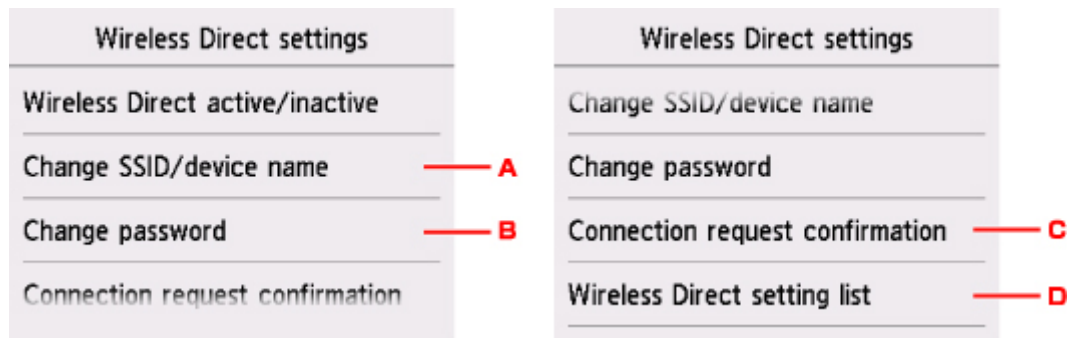 Wireless Direct settings
Wireless Direct active/inactive
Change SSID/device name
A
Change password
B
Connection request confirmation
Wireless Direct settings
Change SSID/device name
Change password
Connection request confirmation
C
Wireless Direct setting list
D